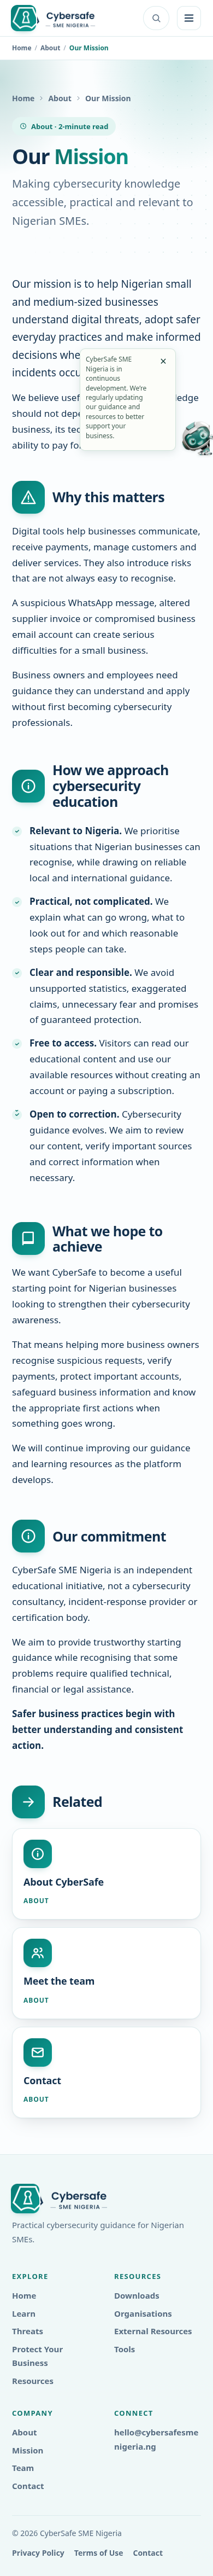 Cybersafe
SME NIGERIA
Home / About / Our Mission
Home > About > Our Mission
About · 2-minute read
Our Mission
Making cybersecurity knowledge
accessible, practical and relevant to
Nigerian SMEs.
Our mission is to help Nigerian small
and medium-sized businesses
understand digital threats, adopt safer
everyday practices and make informed
decisions whe
incidents occu
CyberSafe SME
Nigeria is in
continuous
development. We're
regularly updating
our guidance and
resources to better
support your
business.
We believe usef
should not depe
business, its tec
ability to pay for
Why this matters
Digital tools help businesses communicate,
receive payments, manage customers and
deliver services. They also introduce risks
that are not always easy to recognise.
A suspicious WhatsApp message, altered
supplier invoice or compromised business
email account can create serious
difficulties for a small business.
Business owners and employees need
guidance they can understand and apply
without first becoming cybersecurity
professionals.
How we approach
cybersecurity
education
Relevant to Nigeria. We prioritise
situations that Nigerian businesses can
recognise, while drawing on reliable
local and international guidance.
Practical, not complicated. We
explain what can go wrong, what to
look out for and which reasonable
steps people can take.
Clear and responsible. We avoid
unsupported statistics, exaggerated
claims, unnecessary fear and promises
of guaranteed protection.
Free to access. Visitors can read our
educational content and use our
available resources without creating an
account or paying a subscription.
Open to correction. Cybersecurity
guidance evolves. We aim to review
our content, verify important sources
and correct information when
necessary.
What we hope to
achieve
We want CyberSafe to become a useful
starting point for Nigerian businesses
looking to strengthen their cybersecurity
awareness.
That means helping more business owners
recognise suspicious requests, verify
payments, protect important accounts,
safeguard business information and know
the appropriate first actions when
something goes wrong.
We will continue improving our guidance
and learning resources as the platform
develops.
Our commitment
CyberSafe SME Nigeria is an independent
educational initiative, not a cybersecurity
consultancy, incident-response provider or
certification body.
We aim to provide trustworthy starting
guidance while recognising that some
problems require qualified technical,
financial or legal assistance.
Safer business practices begin with
better understanding and consistent
action.
Related
About CyberSafe
ABOUT
Meet the team
ABOUT
Contact
ABOUT
Cybersafe
SME NIGERIA
Practical cybersecurity guidance for Nigerian
SMEs.
EXPLORE
Home
Learn
Threats
Protect Your
Business
Resources
RESOURCES
Downloads
Organisations
External Resources
Tools
COMPANY
About
Mission
Team
Contact
CONNECT
hello@cybersafesme
nigeria.ng
© 2026 CyberSafe SME Nigeria
Privacy Policy Terms of Use Contact